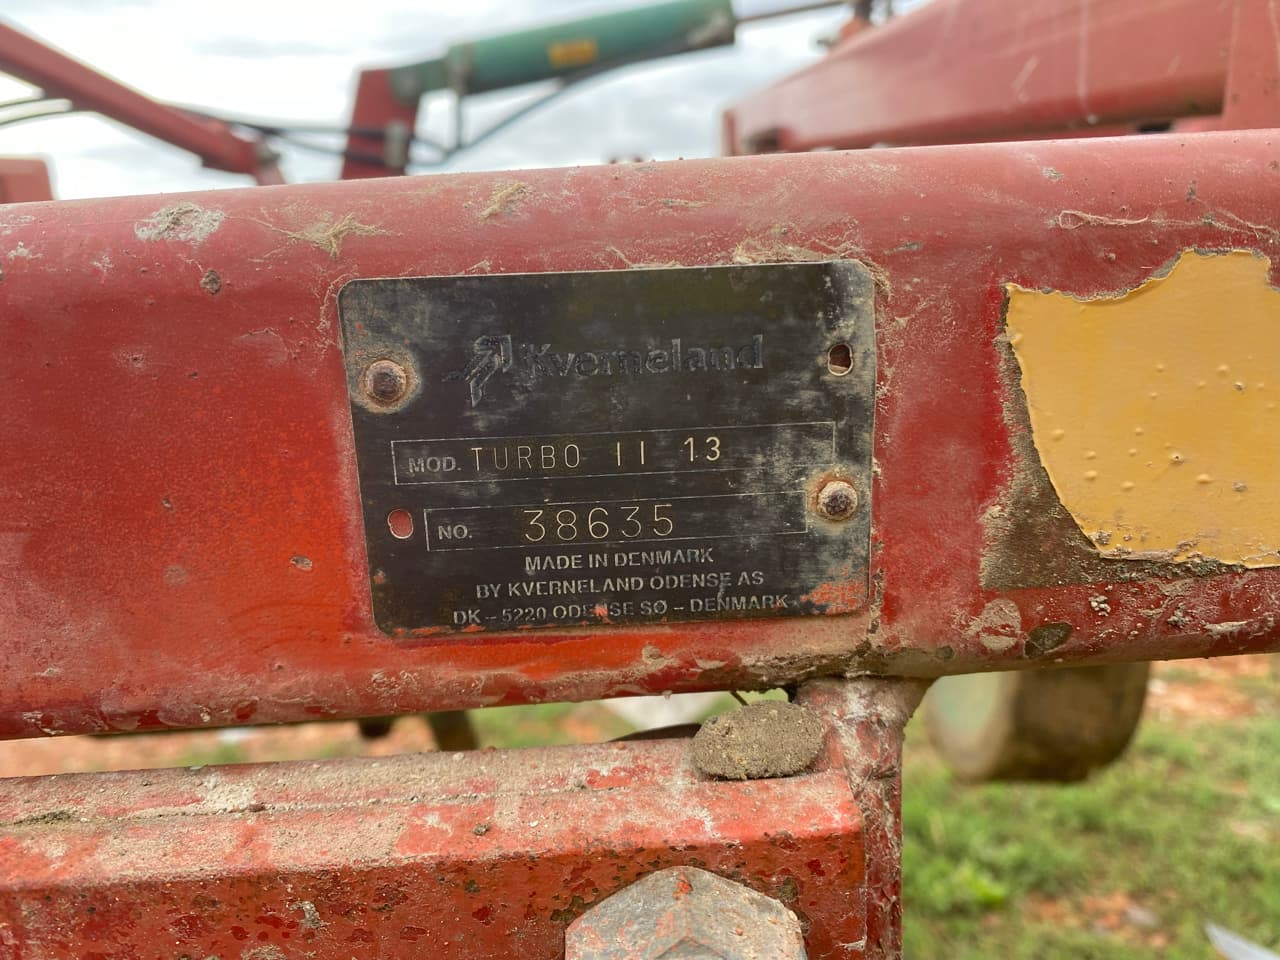 Kverneland
MOD. TURBO II 13
NO. 38635
MADE IN DENMARK
BY KVERNELAND ODENSE AS
DK - 5220 ODENSE SØ - DENMARK